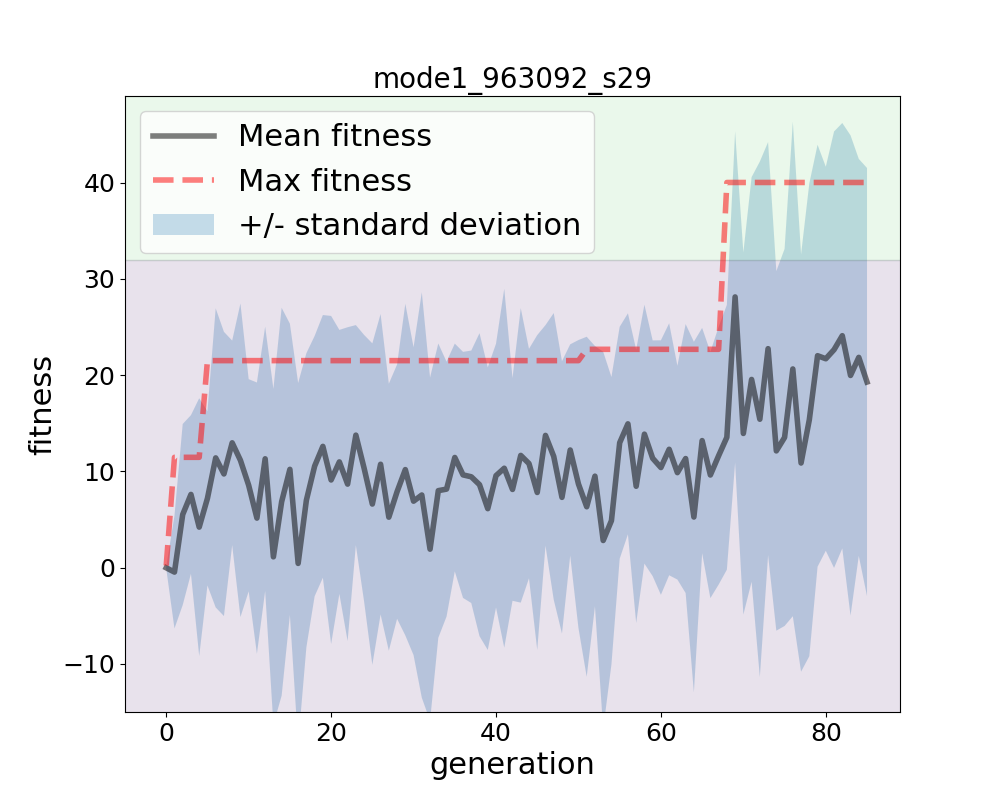 mode1_963092_s29
Mean fitness
Max fitness
+/- standard deviation
40
30
20
10
0
−10
fitness
0 20 40 60 80
generation